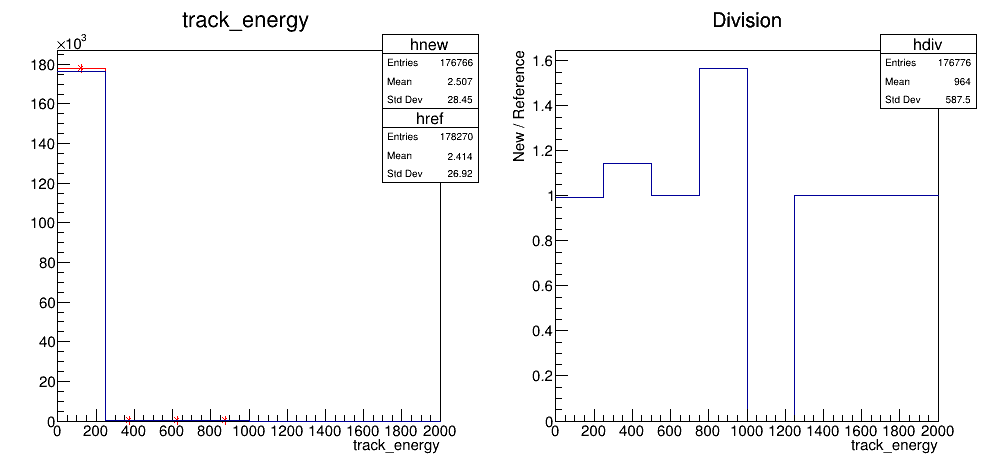 track_energy
×10³
180
160
140
120
100
80
60
40
20
0
0 200 400 600 800 1000 1200 1400 1600 1800 2000
track_energy
hnew
Entries 176766
Mean 2.507
Std Dev 28.45
href
Entries 178270
Mean 2.414
Std Dev 26.92
Division
New / Reference
1.6
1.4
1.2
1
0.8
0.6
0.4
0.2
0
0 200 400 600 800 1000 1200 1400 1600 1800 2000
track_energy
hdiv
Entries 176776
Mean 964
Std Dev 587.5